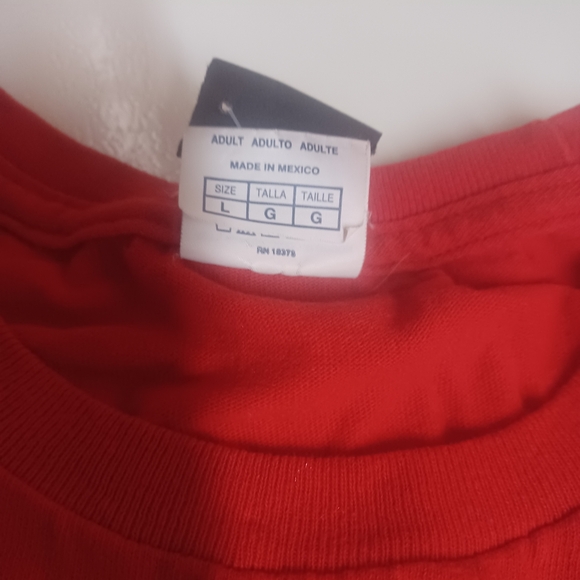 ADULT ADULTO ADULTE
MADE IN MEXICO
SIZE TALLA TAILLE
L G G
RN 18375